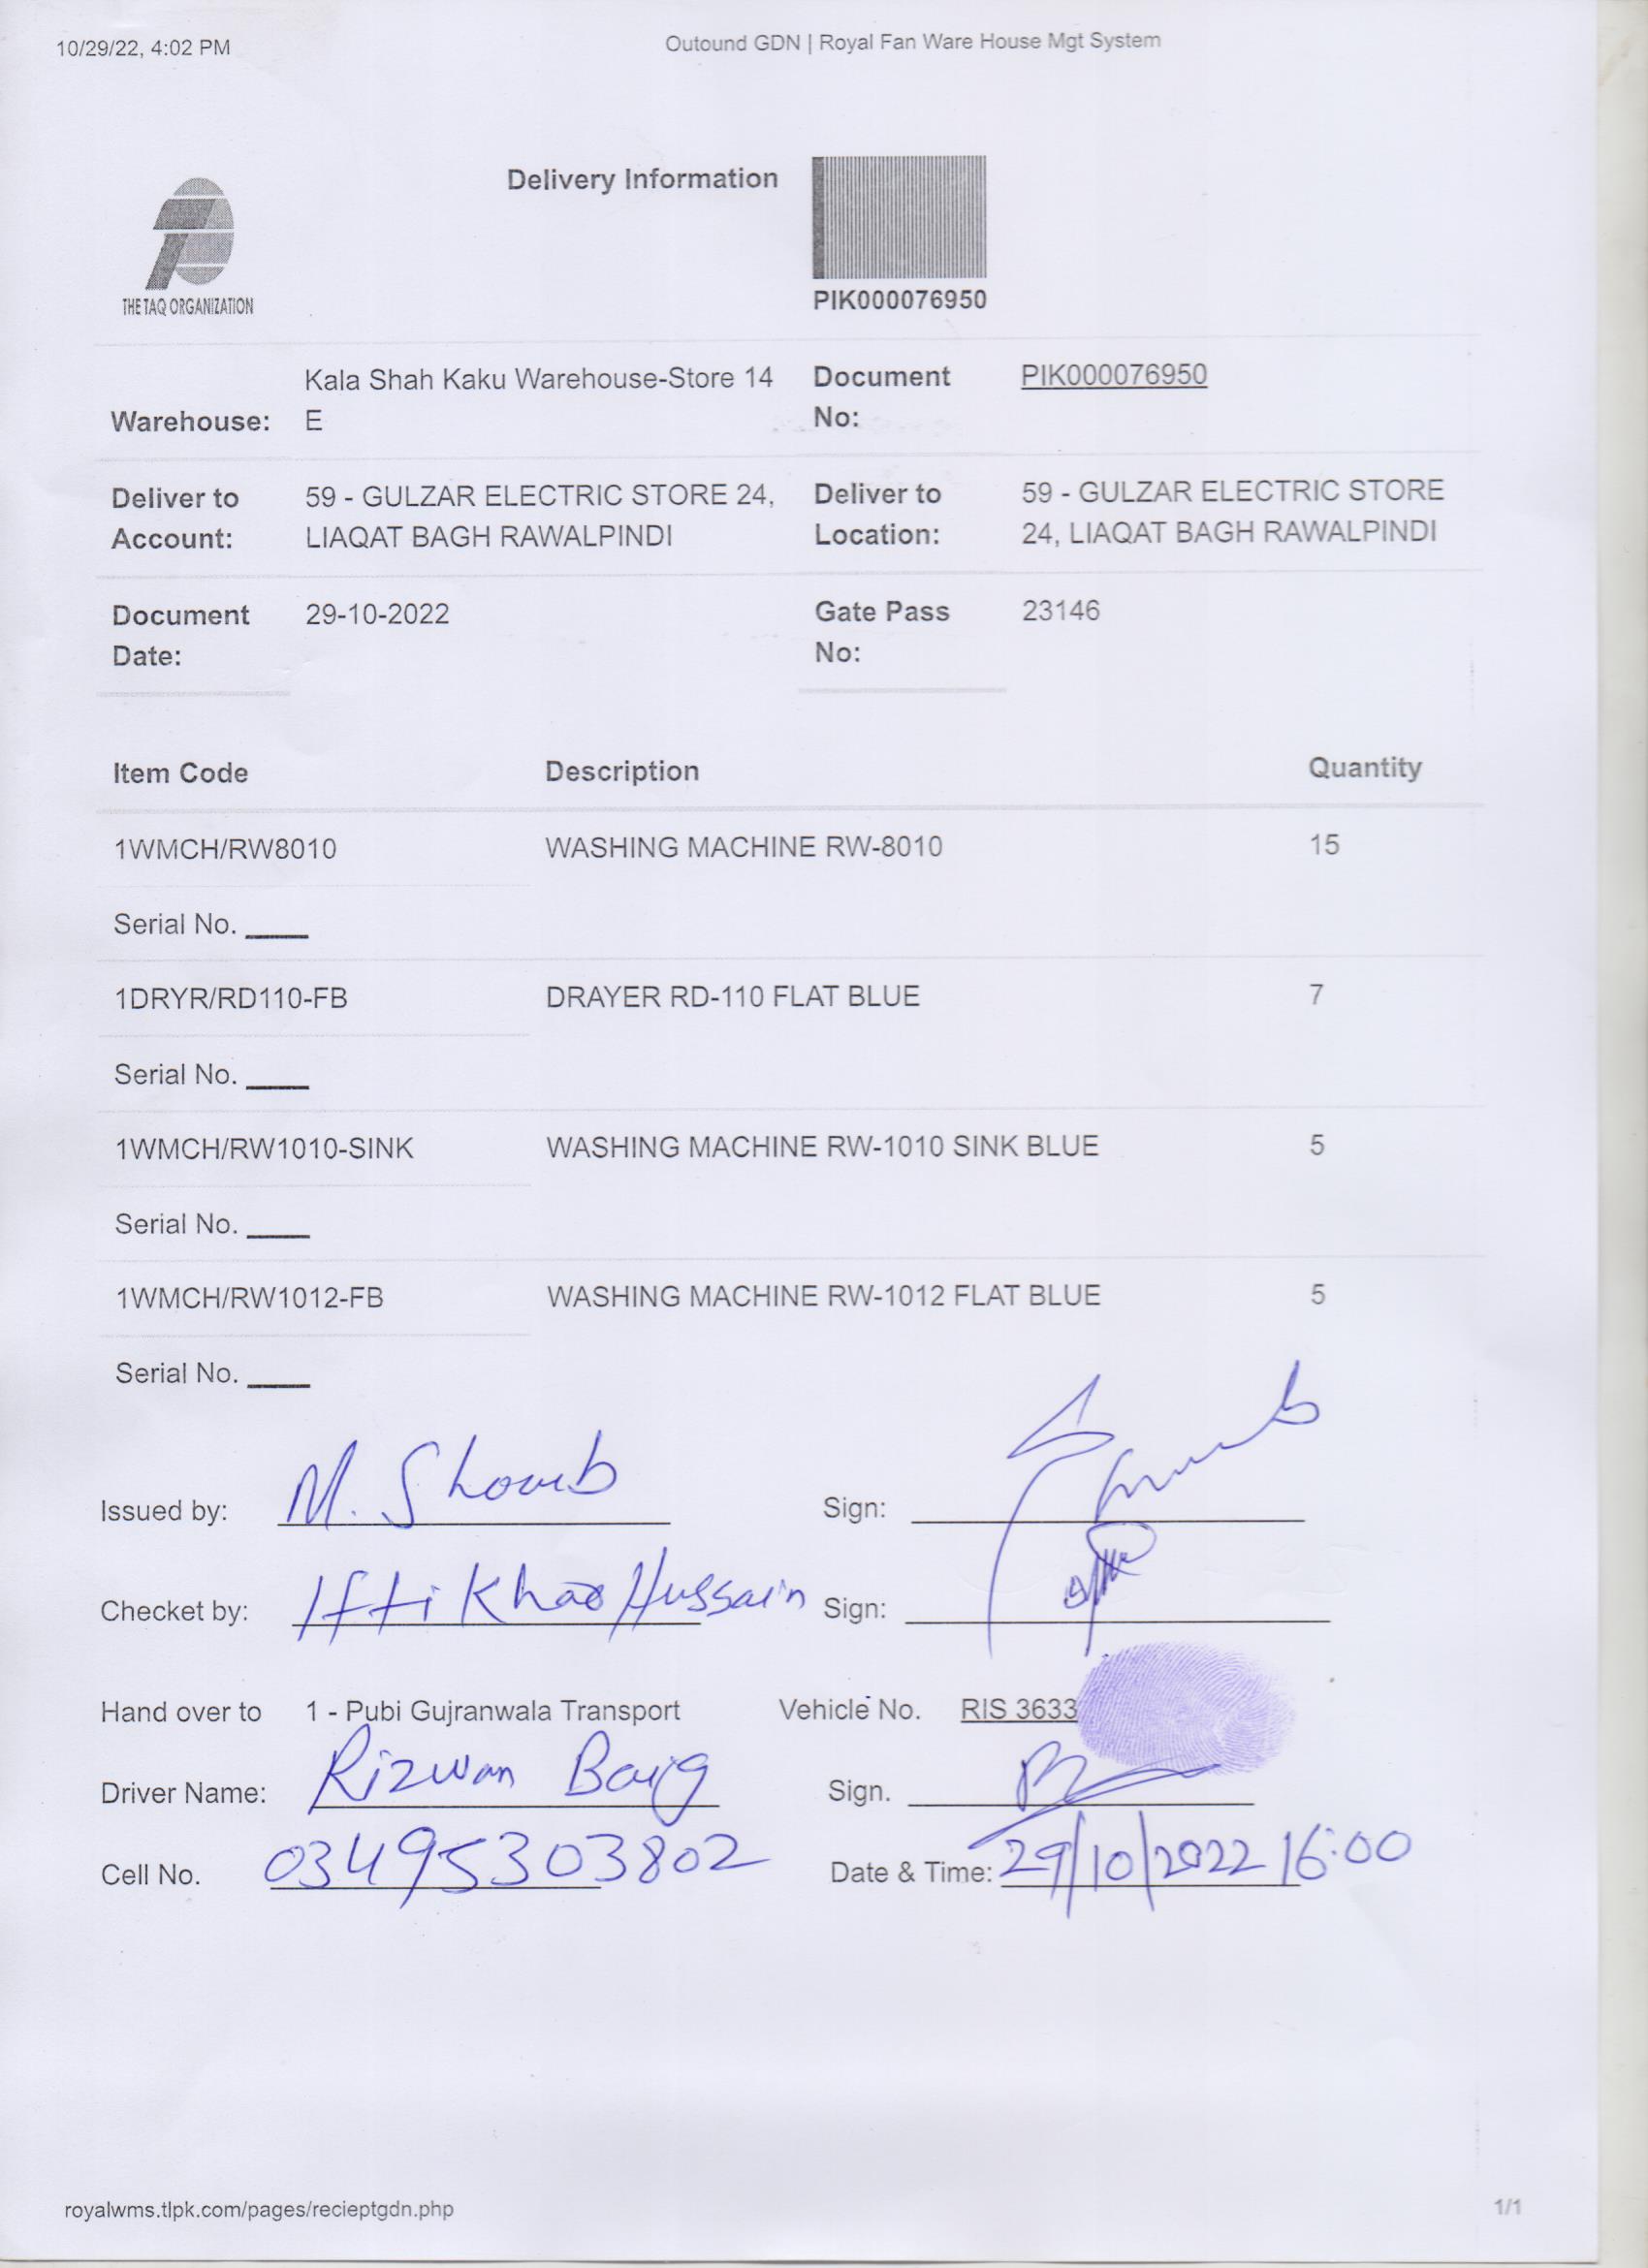 10/29/22, 4:02 PM
Outound GDN | Royal Fan Ware House Mgt System
Delivery Information
THE TAQ ORGANIZATION
PIK000076950
Warehouse: Kala Shah Kaku Warehouse-Store 14 E
Document No: PIK000076950
Deliver to Account: 59 - GULZAR ELECTRIC STORE 24, LIAQAT BAGH RAWALPINDI
Deliver to Location: 59 - GULZAR ELECTRIC STORE 24, LIAQAT BAGH RAWALPINDI
Document Date: 29-10-2022
Gate Pass No: 23146
Item Code Description Quantity
1WMCH/RW8010 WASHING MACHINE RW-8010 15
Serial No. ____
1DRYR/RD110-FB DRAYER RD-110 FLAT BLUE 7
Serial No. ____
1WMCH/RW1010-SINK WASHING MACHINE RW-1010 SINK BLUE 5
Serial No. ____
1WMCH/RW1012-FB WASHING MACHINE RW-1012 FLAT BLUE 5
Serial No. ____
Issued by: M. Shoaib Sign:
Checket by: Iftikhar Hussain Sign:
Hand over to 1 - Pubi Gujranwala Transport Vehicle No. RIS 3633
Driver Name: Rizwan Baig Sign.
Cell No. 03495303802 Date & Time: 29/10/2022 16:00
royalwms.tlpk.com/pages/recieptgdn.php
1/1